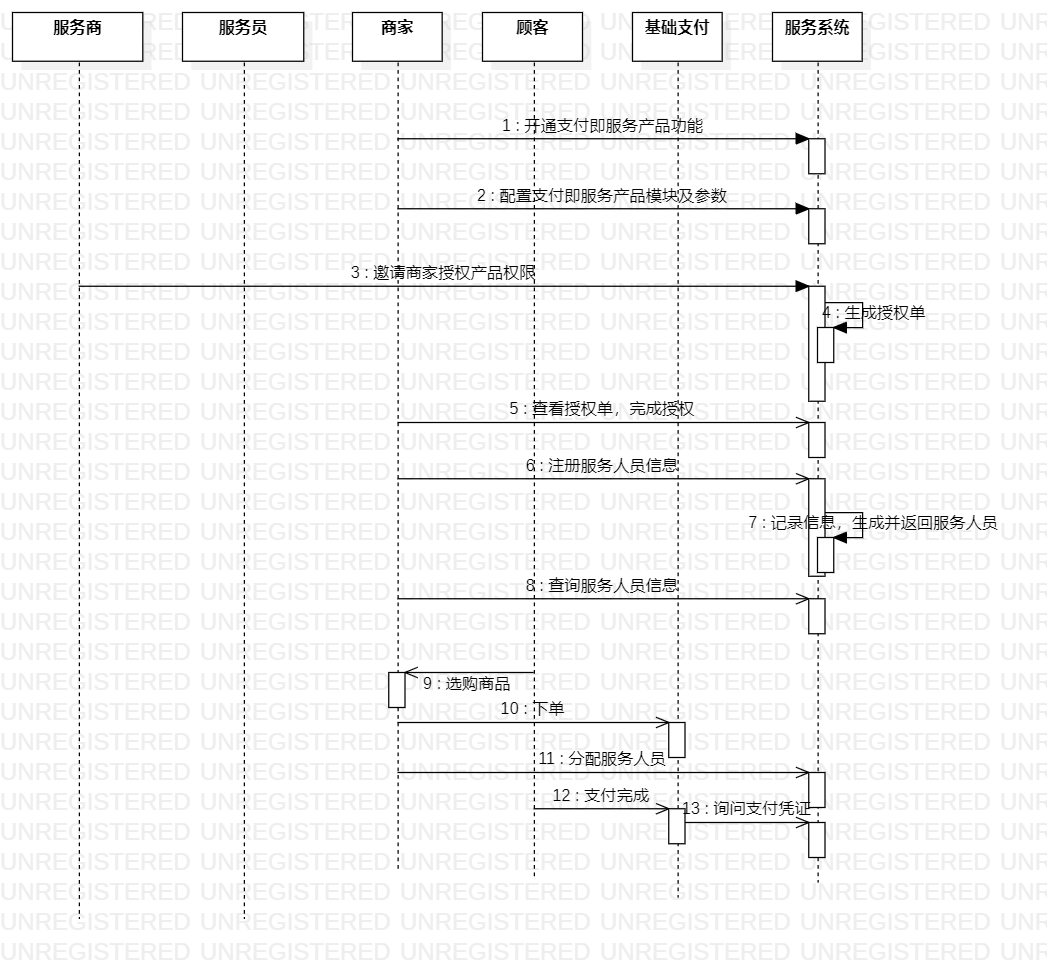 服务商
服务员
商家
顾客
基础支付
服务系统
1 : 开通支付即服务产品功能
2 : 配置支付即服务产品模块及参数
3 : 邀请商家授权产品权限
4 : 生成授权单
5 : 查看授权单，完成授权
6 : 注册服务人员信息
7 : 记录信息，生成并返回服务人员
8 : 查询服务人员信息
9 : 选购商品
10 : 下单
11 : 分配服务人员
12 : 支付完成
13 : 询问支付凭证
UNREGISTERED